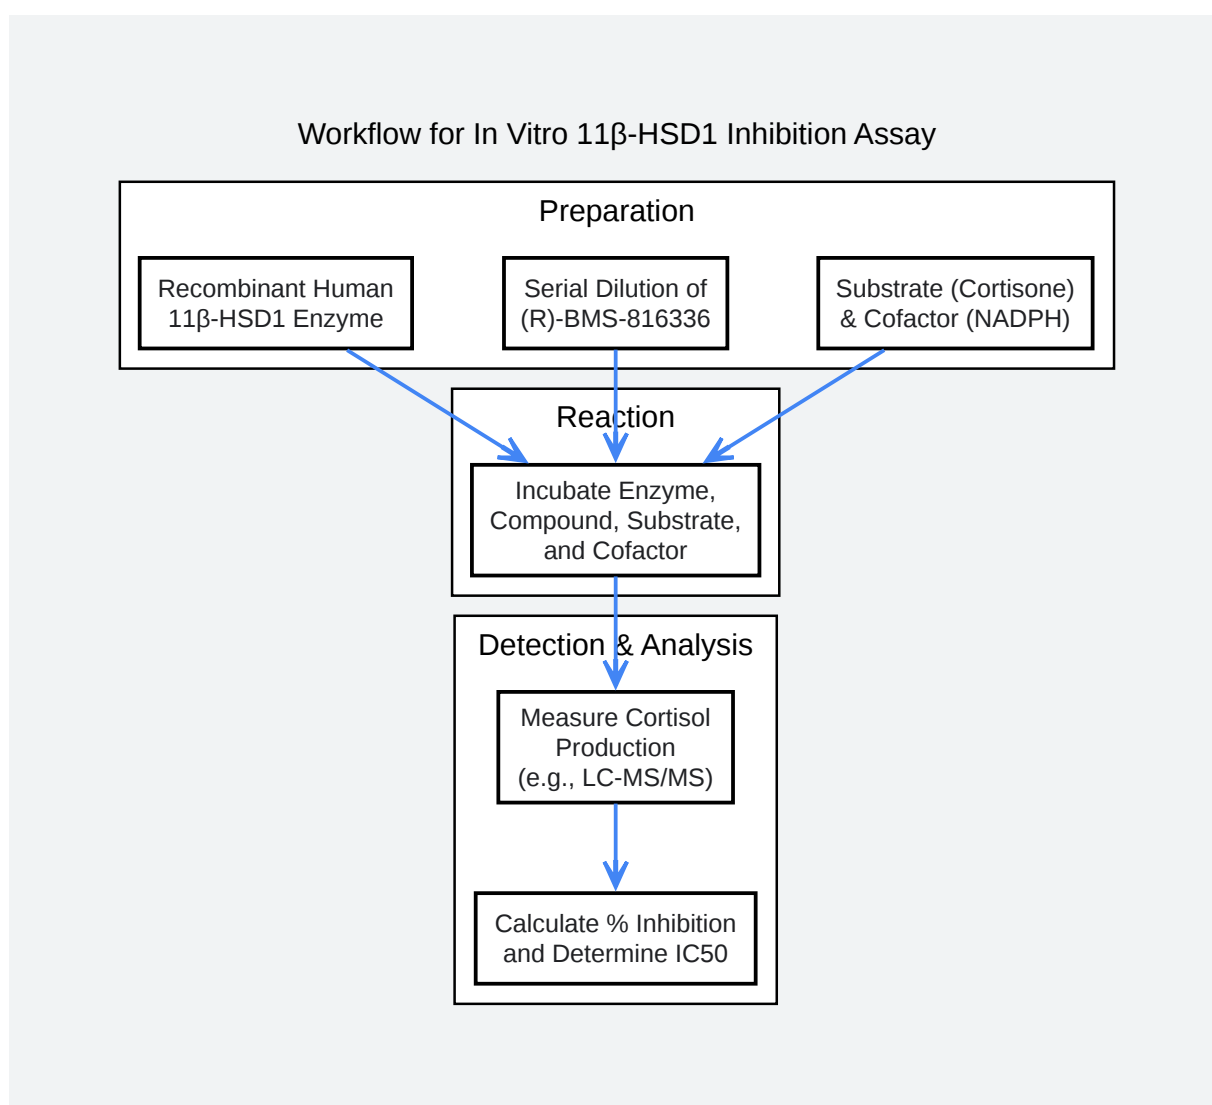 Workflow for In Vitro 11β-HSD1 Inhibition Assay
Preparation
Recombinant Human
11β-HSD1 Enzyme
Serial Dilution of
(R)-BMS-816336
Substrate (Cortisone)
& Cofactor (NADPH)
Reaction
Incubate Enzyme,
Compound, Substrate,
and Cofactor
Detection & Analysis
Measure Cortisol
Production
(e.g., LC-MS/MS)
Calculate % Inhibition
and Determine IC50